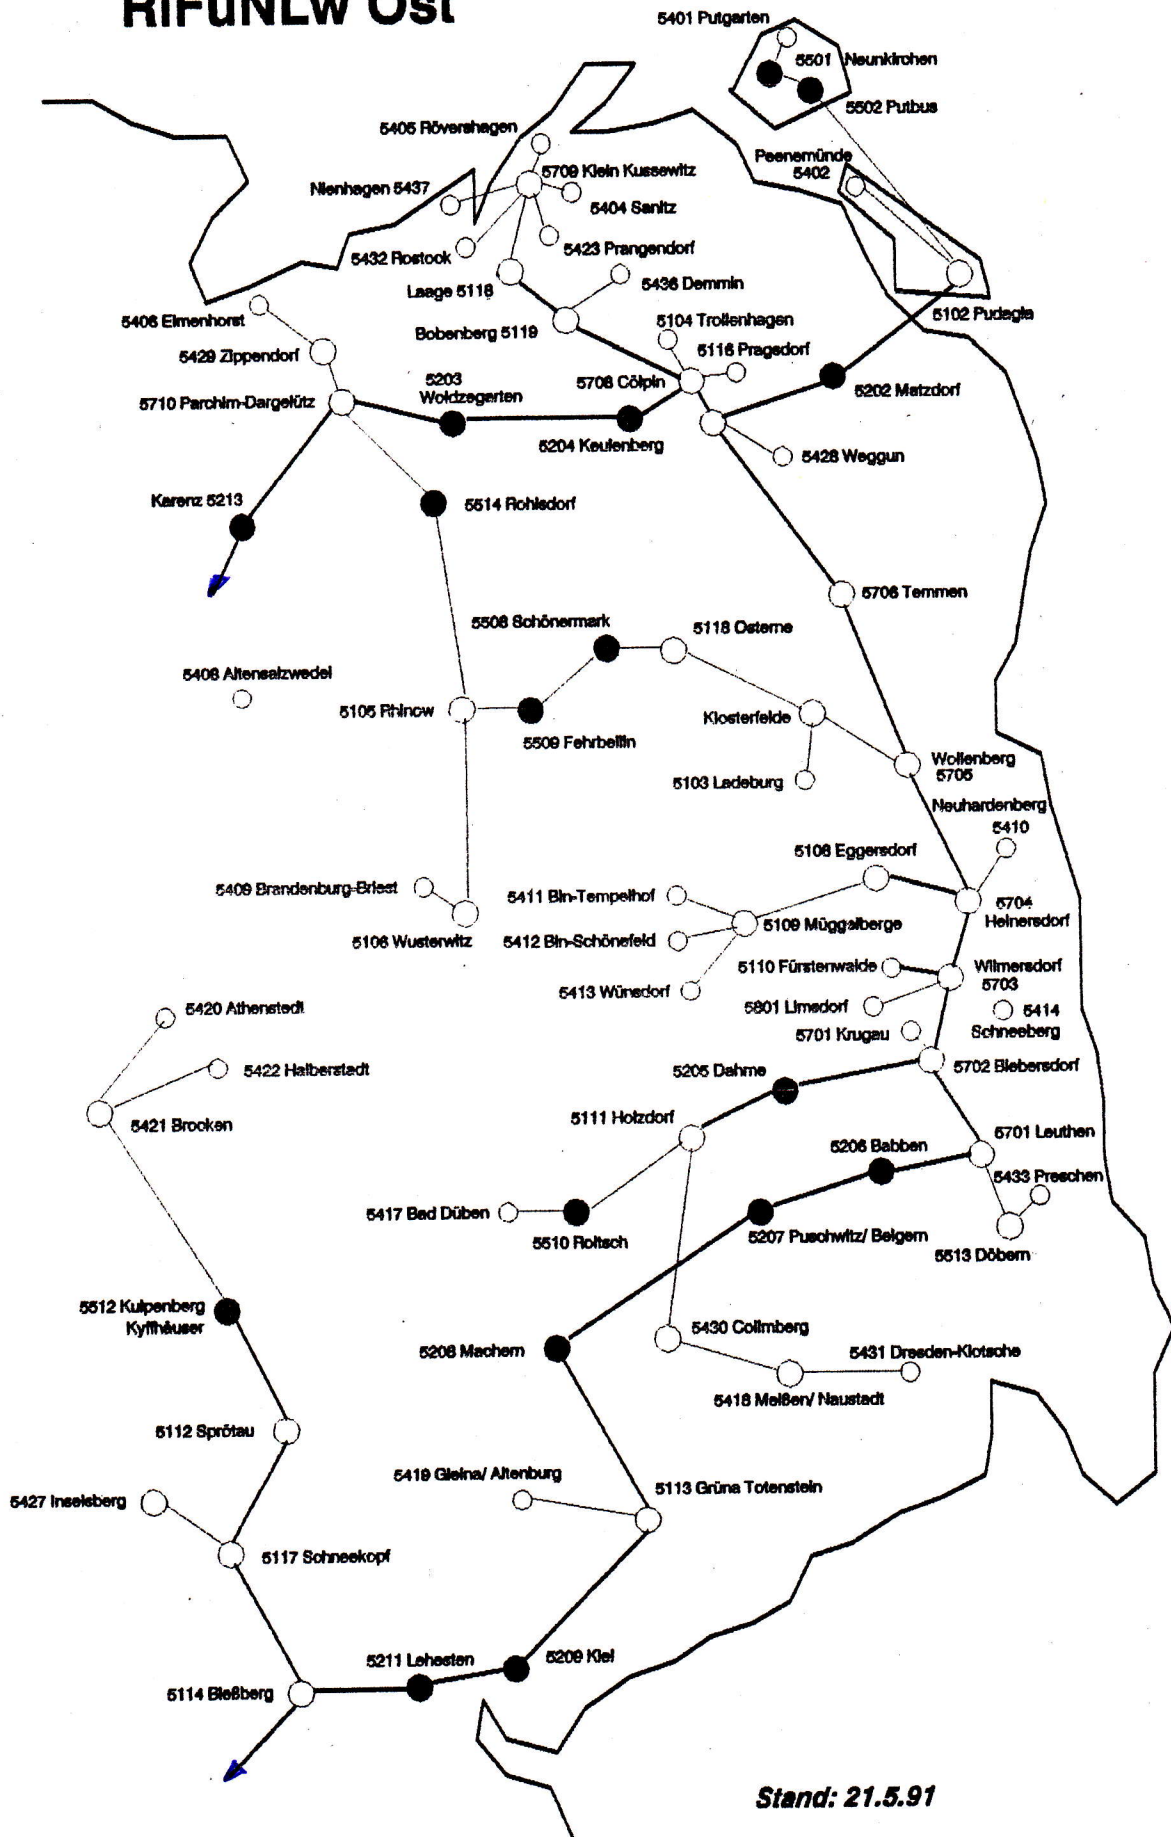 RiFuNLw Ost
5401 Putgarten
5501 Neunkirchen
5502 Putbus
5405 Rövershagen
Peenemünde
5402
5709 Klein Kussewitz
Nienhagen 5437
5404 Sanitz
5423 Prangendorf
5432 Rostock
Laage 5118
5436 Demmin
5406 Elmenhorst
Bobenberg 5119
5104 Trollenhagen
5102 Pudagla
5429 Zippendorf
5116 Pragsdorf
5203
Woldzegarten
5708 Cölpin
5202 Matzdorf
5710 Parchim-Dargelütz
5204 Keulenberg
5428 Weggun
Karenz 5213
5514 Rohlsdorf
5706 Temmen
5508 Schönermark
5118 Osterne
5408 Altensalzwedel
5105 Rhinow
Klosterfelde
5509 Fehrbellin
Wollenberg
5705
5103 Ladeburg
Neuhardenberg
5410
5108 Eggersdorf
5409 Brandenburg-Briest
5411 Bln-Tempelhof
5704
Heinersdorf
5109 Müggelberge
5106 Wusterwitz
5412 Bln-Schönefeld
5110 Fürstenwalde
Wilmersdorf
5703
5413 Wünsdorf
5801 Limsdorf
5414
Schneeberg
5420 Athenstedt
5701 Krugau
5702 Biebersdorf
5422 Halberstadt
5205 Dahme
5421 Brocken
5111 Holzdorf
5701 Leuthen
5206 Babben
5433 Preschen
5417 Bad Düben
5510 Roitsch
5207 Puschwitz/ Belgern
5513 Döbern
5512 Kulpenberg
Kyffhäuser
5430 Collmberg
5208 Machern
5431 Dresden-Klotsche
5418 Meißen/ Naustadt
5112 Sprötau
5419 Gleina/ Altenburg
5113 Grüna Totenstein
5427 Inselsberg
5117 Schneekopf
5211 Lehesten
5209 Kiel
5114 Bleßberg
Stand: 21.5.91